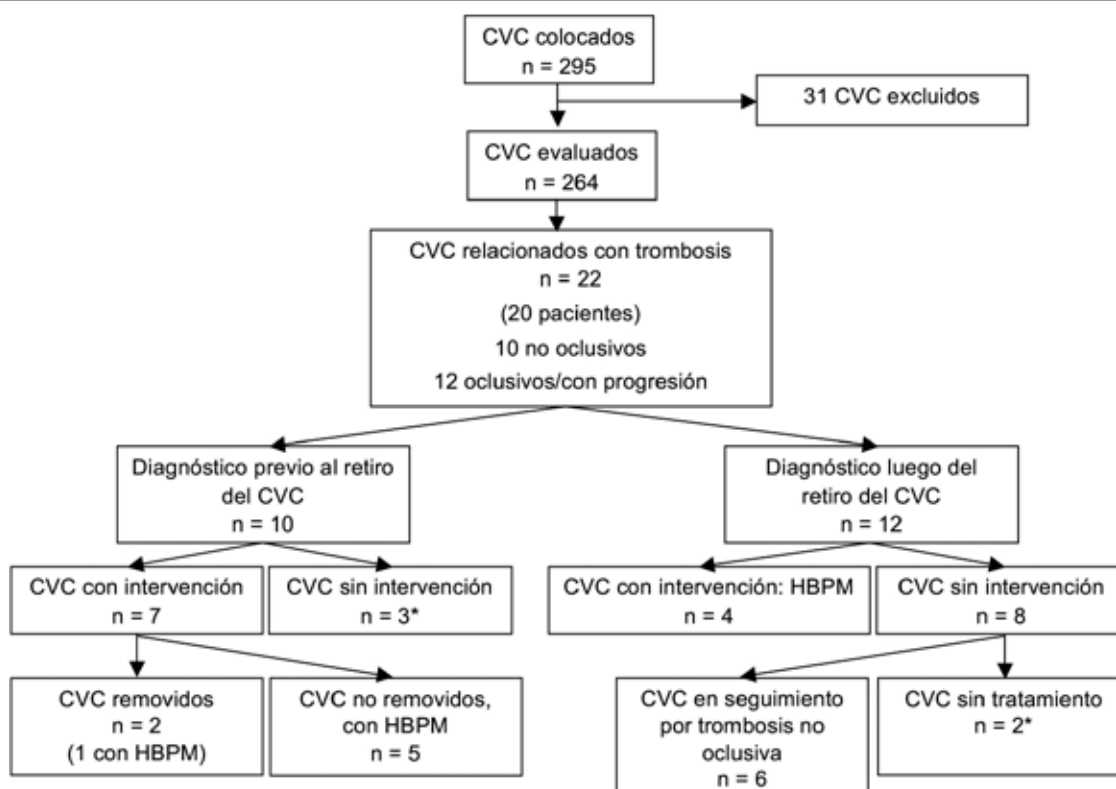 CVC colocados
n = 295
31 CVC excluidos
CVC evaluados
n = 264
CVC relacionados con trombosis
n = 22
(20 pacientes)
10 no oclusivos
12 oclusivos/con progresión
Diagnóstico previo al retiro
del CVC
n = 10
Diagnóstico luego del
retiro del CVC
n = 12
CVC con intervención
n = 7
CVC sin intervención
n = 3*
CVC con intervención: HBPM
n = 4
CVC sin intervención
n = 8
CVC removidos
n = 2
(1 con HBPM)
CVC no removidos,
con HBPM
n = 5
CVC en seguimiento
por trombosis no
oclusiva
n = 6
CVC sin tratamiento
n = 2*